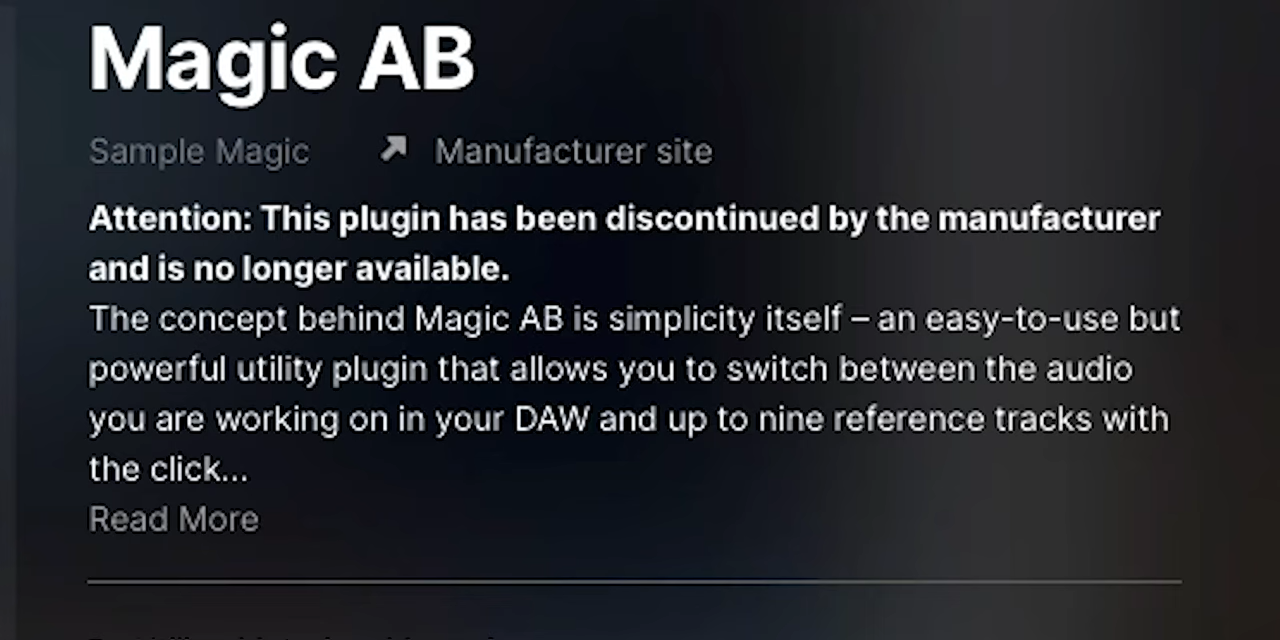 Magic AB
Sample Magic Manufacturer site
Attention: This plugin has been discontinued by the manufacturer
and is no longer available.
The concept behind Magic AB is simplicity itself – an easy-to-use but
powerful utility plugin that allows you to switch between the audio
you are working on in your DAW and up to nine reference tracks with
the click...
Read More